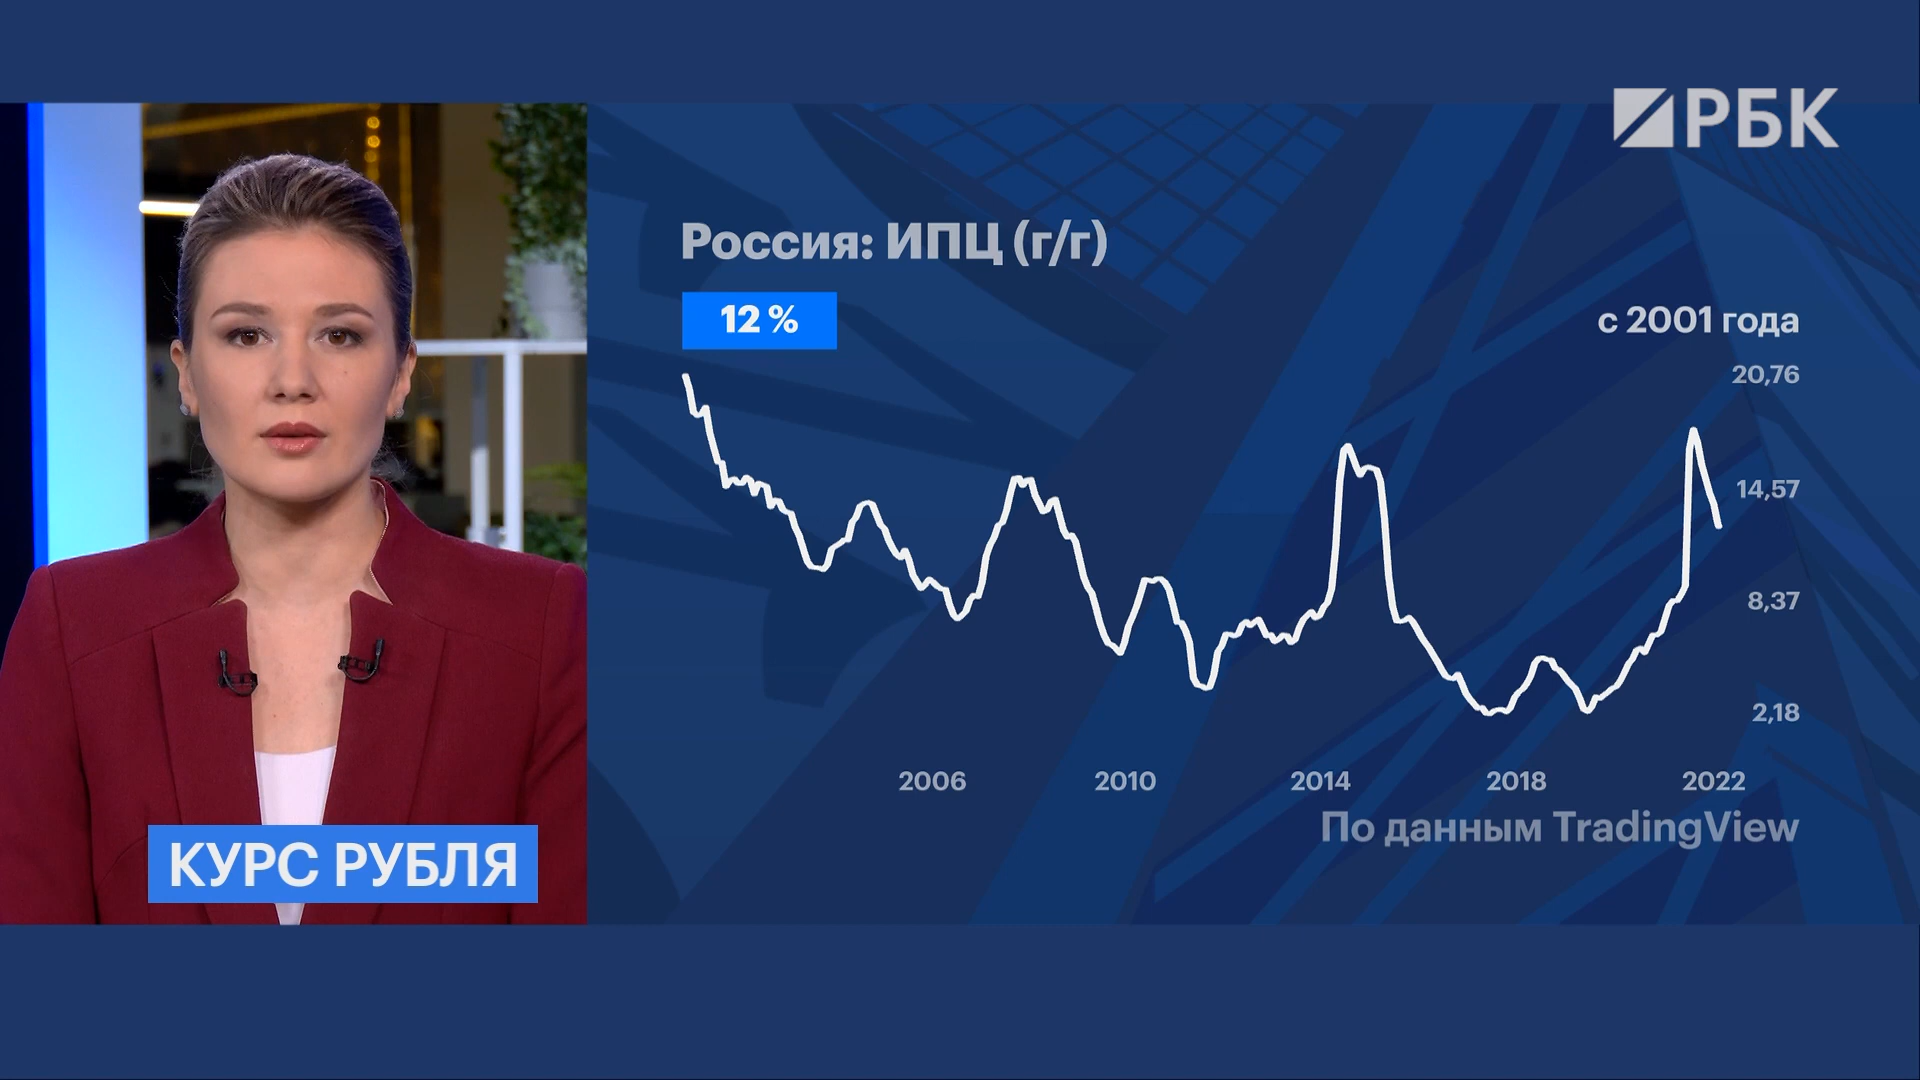 РБК
Россия: ИПЦ (г/г)
12 %
с 2001 года
20,76
14,57
8,37
2,18
2006 2010 2014 2018 2022
По данным TradingView
КУРС РУБЛЯ